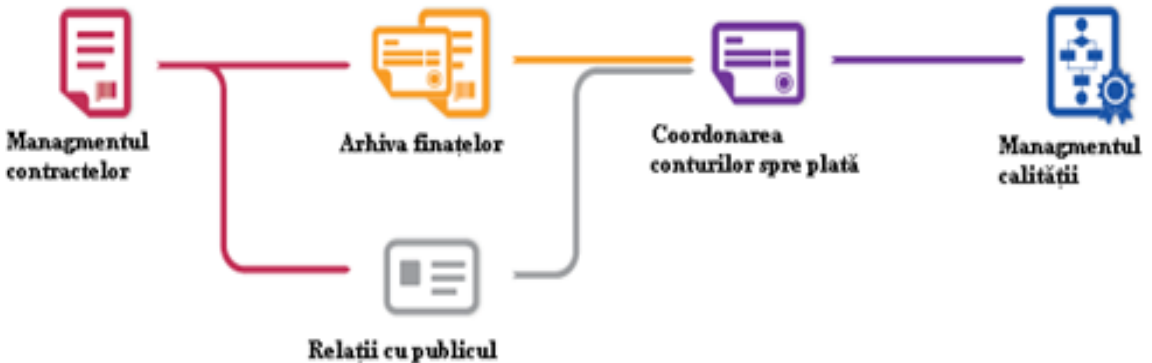 Managmentul
contractelor
Arhiva finațelor
Coordonarea
conturilor spre plată
Managmentul
calității
Relații cu publicul